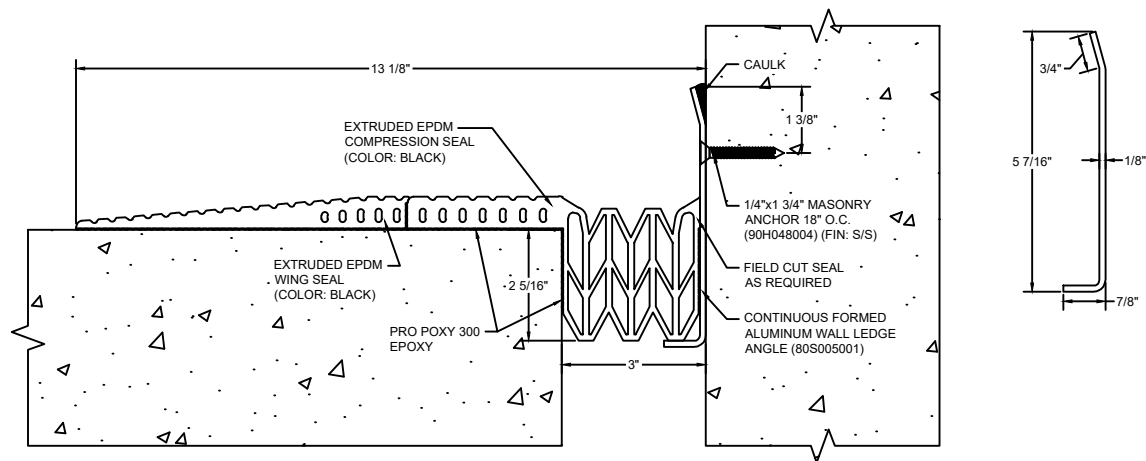 13 1/8"
CAULK
3/4"
1 3/8"
EXTRUDED EPDM
COMPRESSION SEAL
(COLOR: BLACK)
5 7/16"
1/8"
1/4"x1 3/4" MASONRY
ANCHOR 18" O.C.
(90H048004) (FIN: S/S)
EXTRUDED EPDM
WING SEAL
(COLOR: BLACK)
2 5/16"
FIELD CUT SEAL
AS REQUIRED
7/8"
PRO POXY 300
EPOXY
CONTINUOUS FORMED
ALUMINUM WALL LEDGE
ANGLE (80S005001)
3"